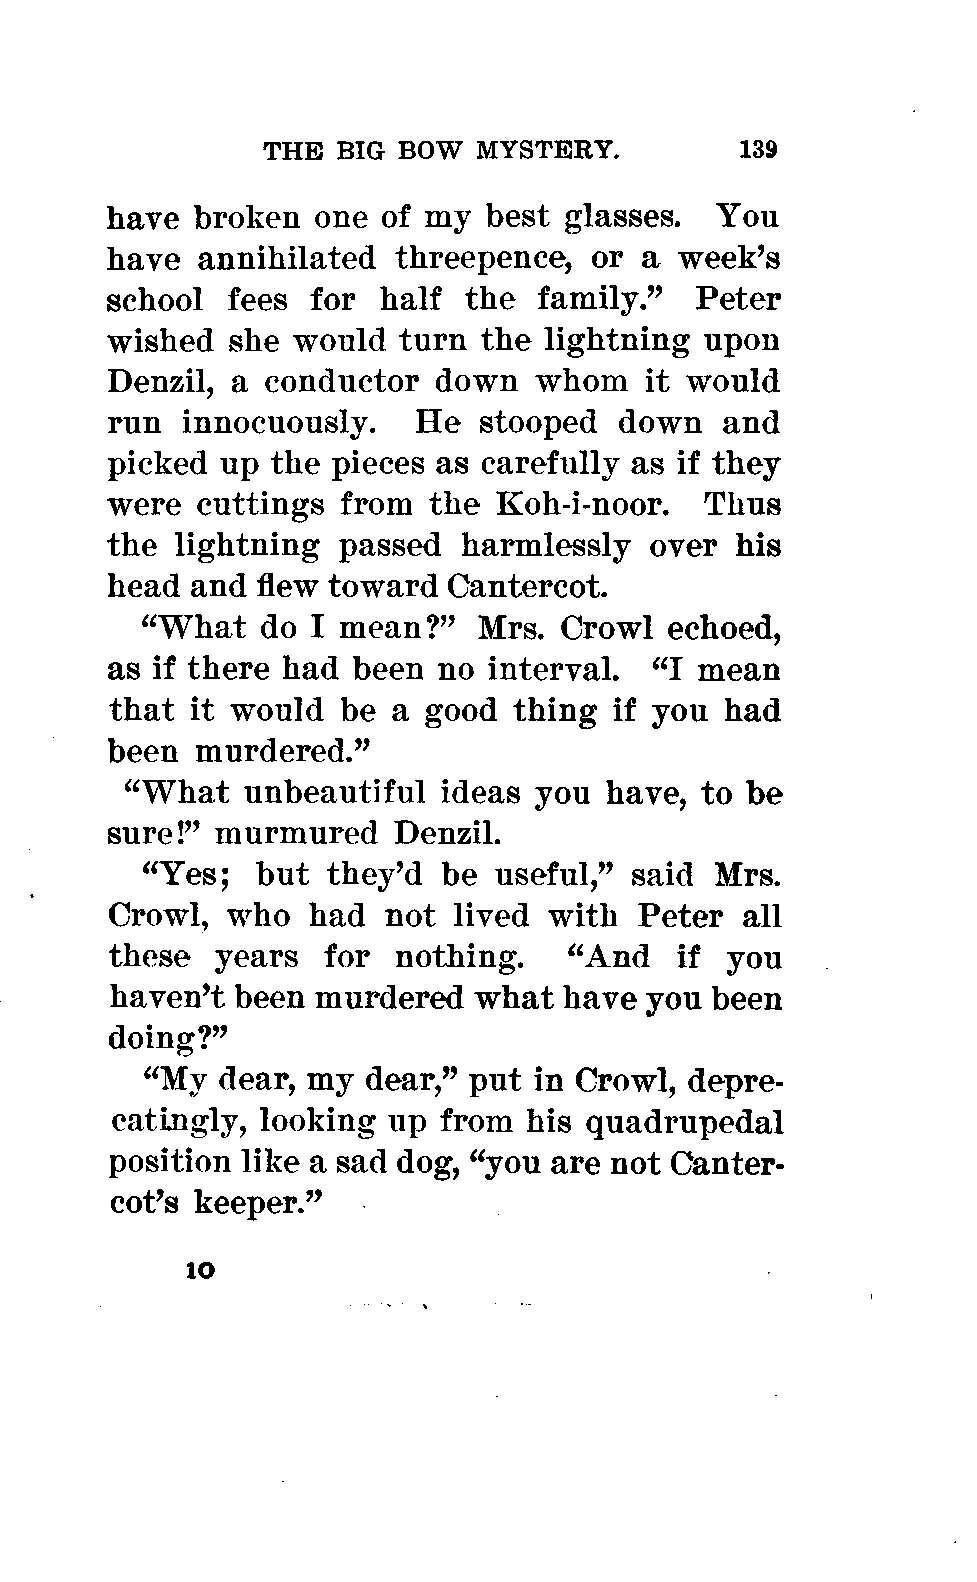 THE BIG BOW MYSTERY. 139
have broken one of my best glasses. You
have annihilated threepence, or a week's
school fees for half the family.” Peter
wished she would turn the lightning upon
Denzil, a conductor down whom it would
run innocuously. He stooped down and
picked up the pieces as carefully as if they
were cuttings from the Koh-i-noor. Thus
the lightning passed harmlessly over his
head and flew toward Cantercot.
“What do I mean?” Mrs. Crowl echoed,
as if there had been no interval. “I mean
that it would be a good thing if you had
been murdered.”
“What unbeautiful ideas you have, to be
sure!” murmured Denzil.
“Yes; but they’d be useful,” said Mrs.
Crowl, who had not lived with Peter all
these years for nothing. “And if you
haven’t been murdered what have you been
doing?”
“My dear, my dear,” put in Crowl, depre-
catingly, looking up from his quadrupedal
position like a sad dog, “you are not Canter-
cot’s keeper.”
10